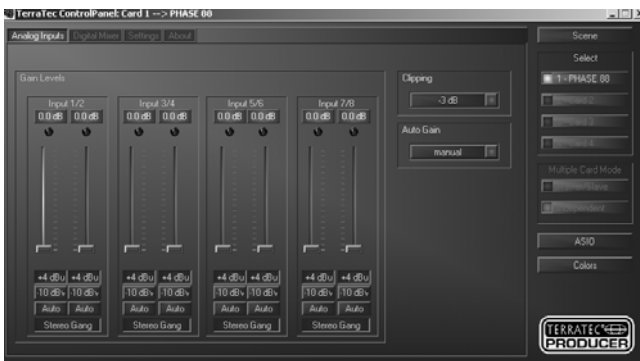 TerraTec ControlPanel: Card 1 --> PHASE 88
Analog Inputs Digital Mixer Settings About
Gain Levels
Input 1/2 Input 3/4 Input 5/6 Input 7/8
0.0 dB 0.0 dB 0.0 dB 0.0 dB 0.0 dB 0.0 dB 0.0 dB 0.0 dB
+4 dBu +4 dBu +4 dBu +4 dBu +4 dBu +4 dBu +4 dBu +4 dBu
-10 dBv -10 dBv -10 dBv -10 dBv -10 dBv -10 dBv -10 dBv -10 dBv
Auto Auto Auto Auto Auto Auto Auto Auto
Stereo Gang Stereo Gang Stereo Gang Stereo Gang
Clipping
-3 dB
Auto Gain
manual
Scene
Select
1 - PHASE 88
Card 3
Multiple Card Mode
ASIO
Colors
TERRATEC
PRODUCER